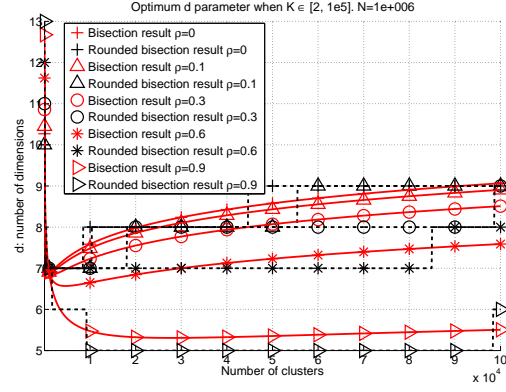 Optimum d parameter when K ∈ [2, 1e5]. N=1e+006
d: number of dimensions
13
12
11
10
9
8
7
6
5
Bisection result ρ=0
Rounded bisection result ρ=0
Bisection result ρ=0.1
Rounded bisection result ρ=0.1
Bisection result ρ=0.3
Rounded bisection result ρ=0.3
Bisection result ρ=0.6
Rounded bisection result ρ=0.6
Bisection result ρ=0.9
Rounded bisection result ρ=0.9
1 2 3 4 5 6 7 8 9 10
Number of clusters
x 10^4